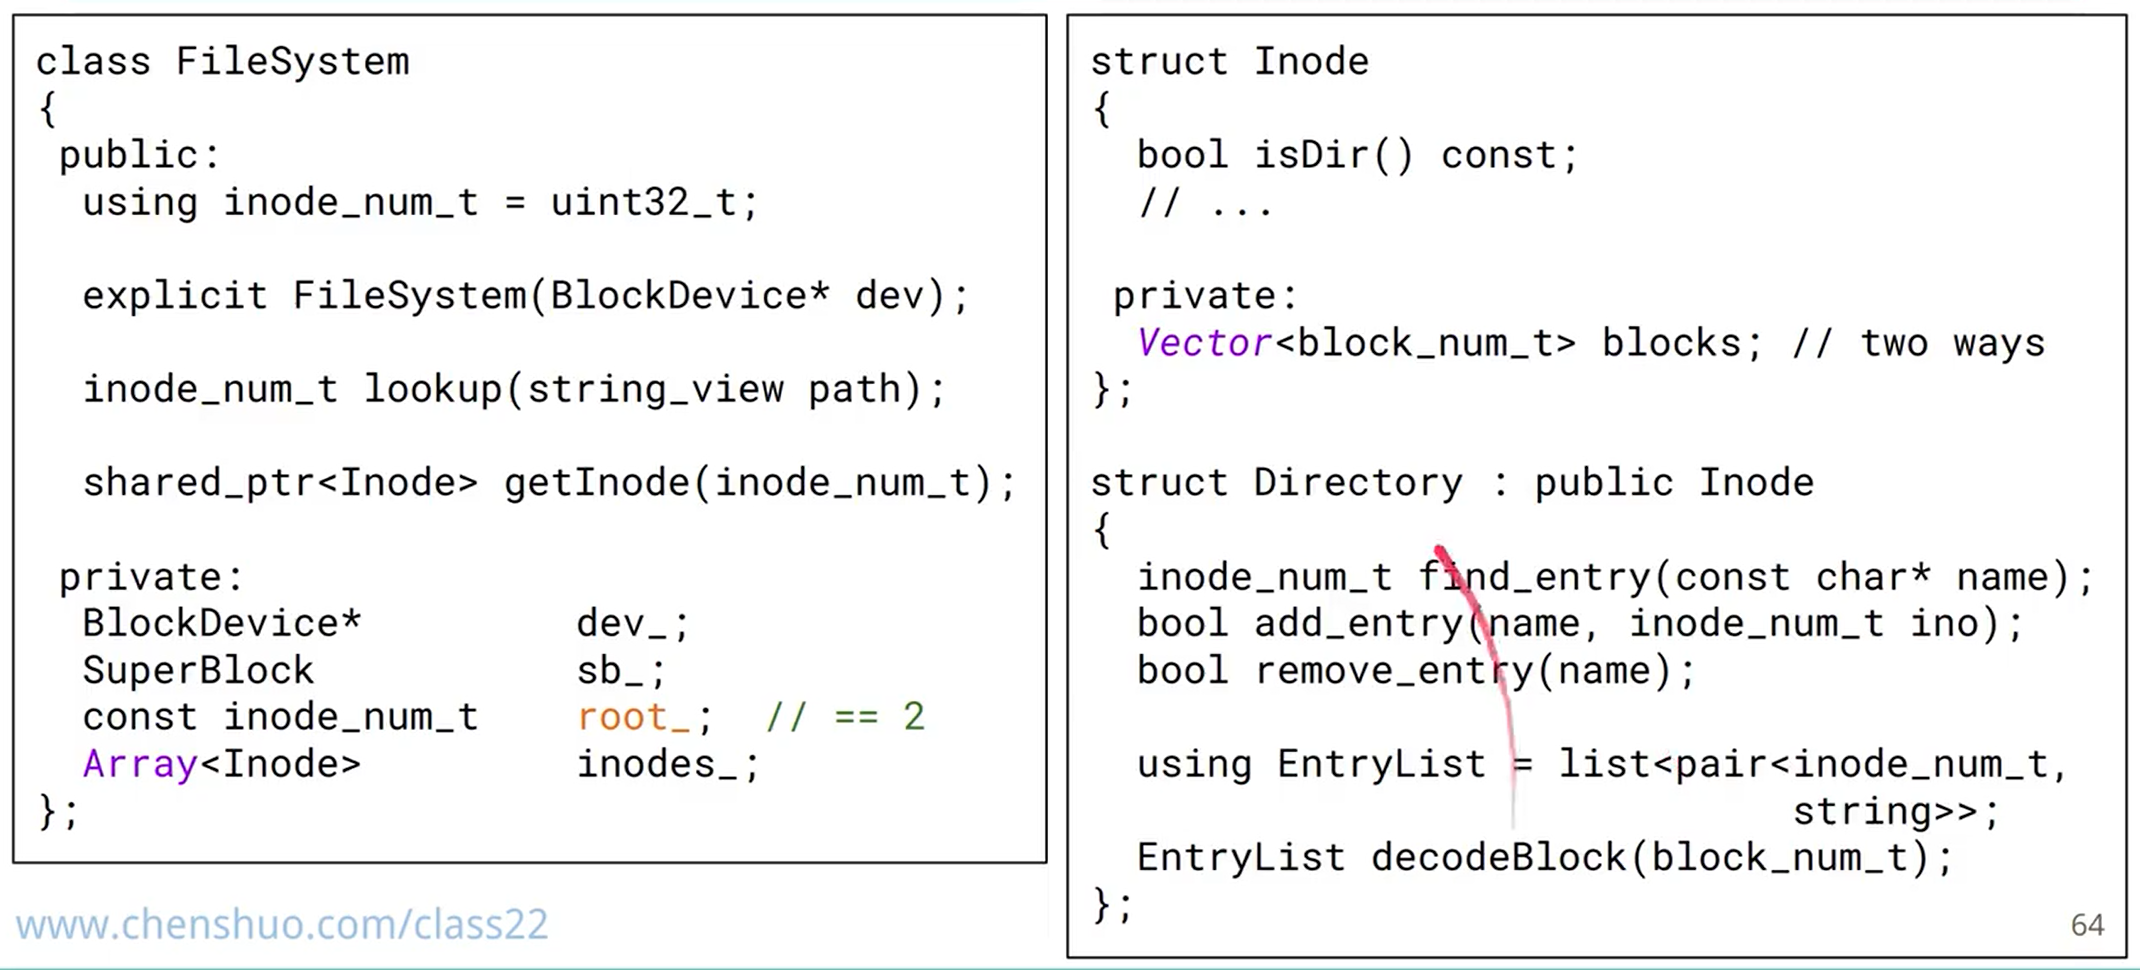 class FileSystem
{
 public:
  using inode_num_t = uint32_t;
  explicit FileSystem(BlockDevice* dev);
  inode_num_t lookup(string_view path);
  shared_ptr<Inode> getInode(inode_num_t);
 private:
  BlockDevice*         dev_;
  SuperBlock           sb_;
  const inode_num_t    root_;  // == 2
  Array<Inode>         inodes_;
};
struct Inode
{
  bool isDir() const;
  // ...
 private:
  Vector<block_num_t> blocks; // two ways
};
struct Directory : public Inode
{
  inode_num_t find_entry(const char* name);
  bool add_entry(name, inode_num_t ino);
  bool remove_entry(name);
  using EntryList = list<pair<inode_num_t,
                              string>>;
  EntryList decodeBlock(block_num_t);
};
www.chenshuo.com/class22
64